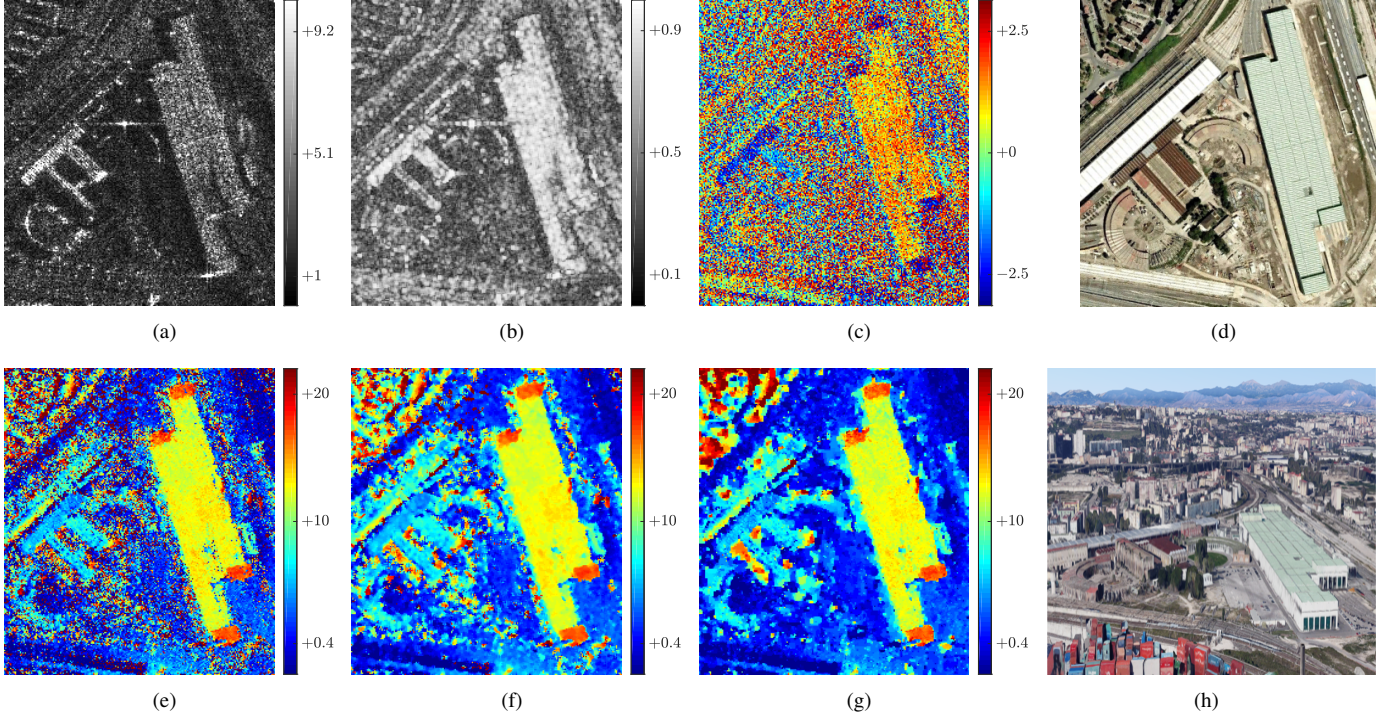 +9.2
+5.1
+1
(a)
+0.9
+0.5
+0.1
(b)
+2.5
+0
−2.5
(c)
(d)
+20
+10
+0.4
(e)
+20
+10
+0.4
(f)
+20
+10
+0.4
(g)
(h)